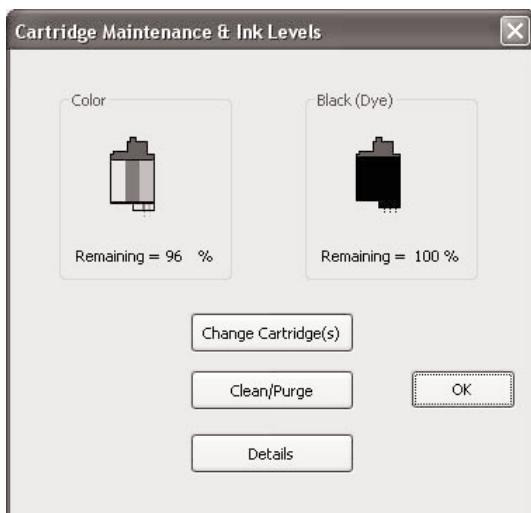 Cartridge Maintenance & Ink Levels
Color
Black (Dye)
Remaining = 96 %
Remaining = 100 %
Change Cartridge(s)
Clean/Purge
OK
Details